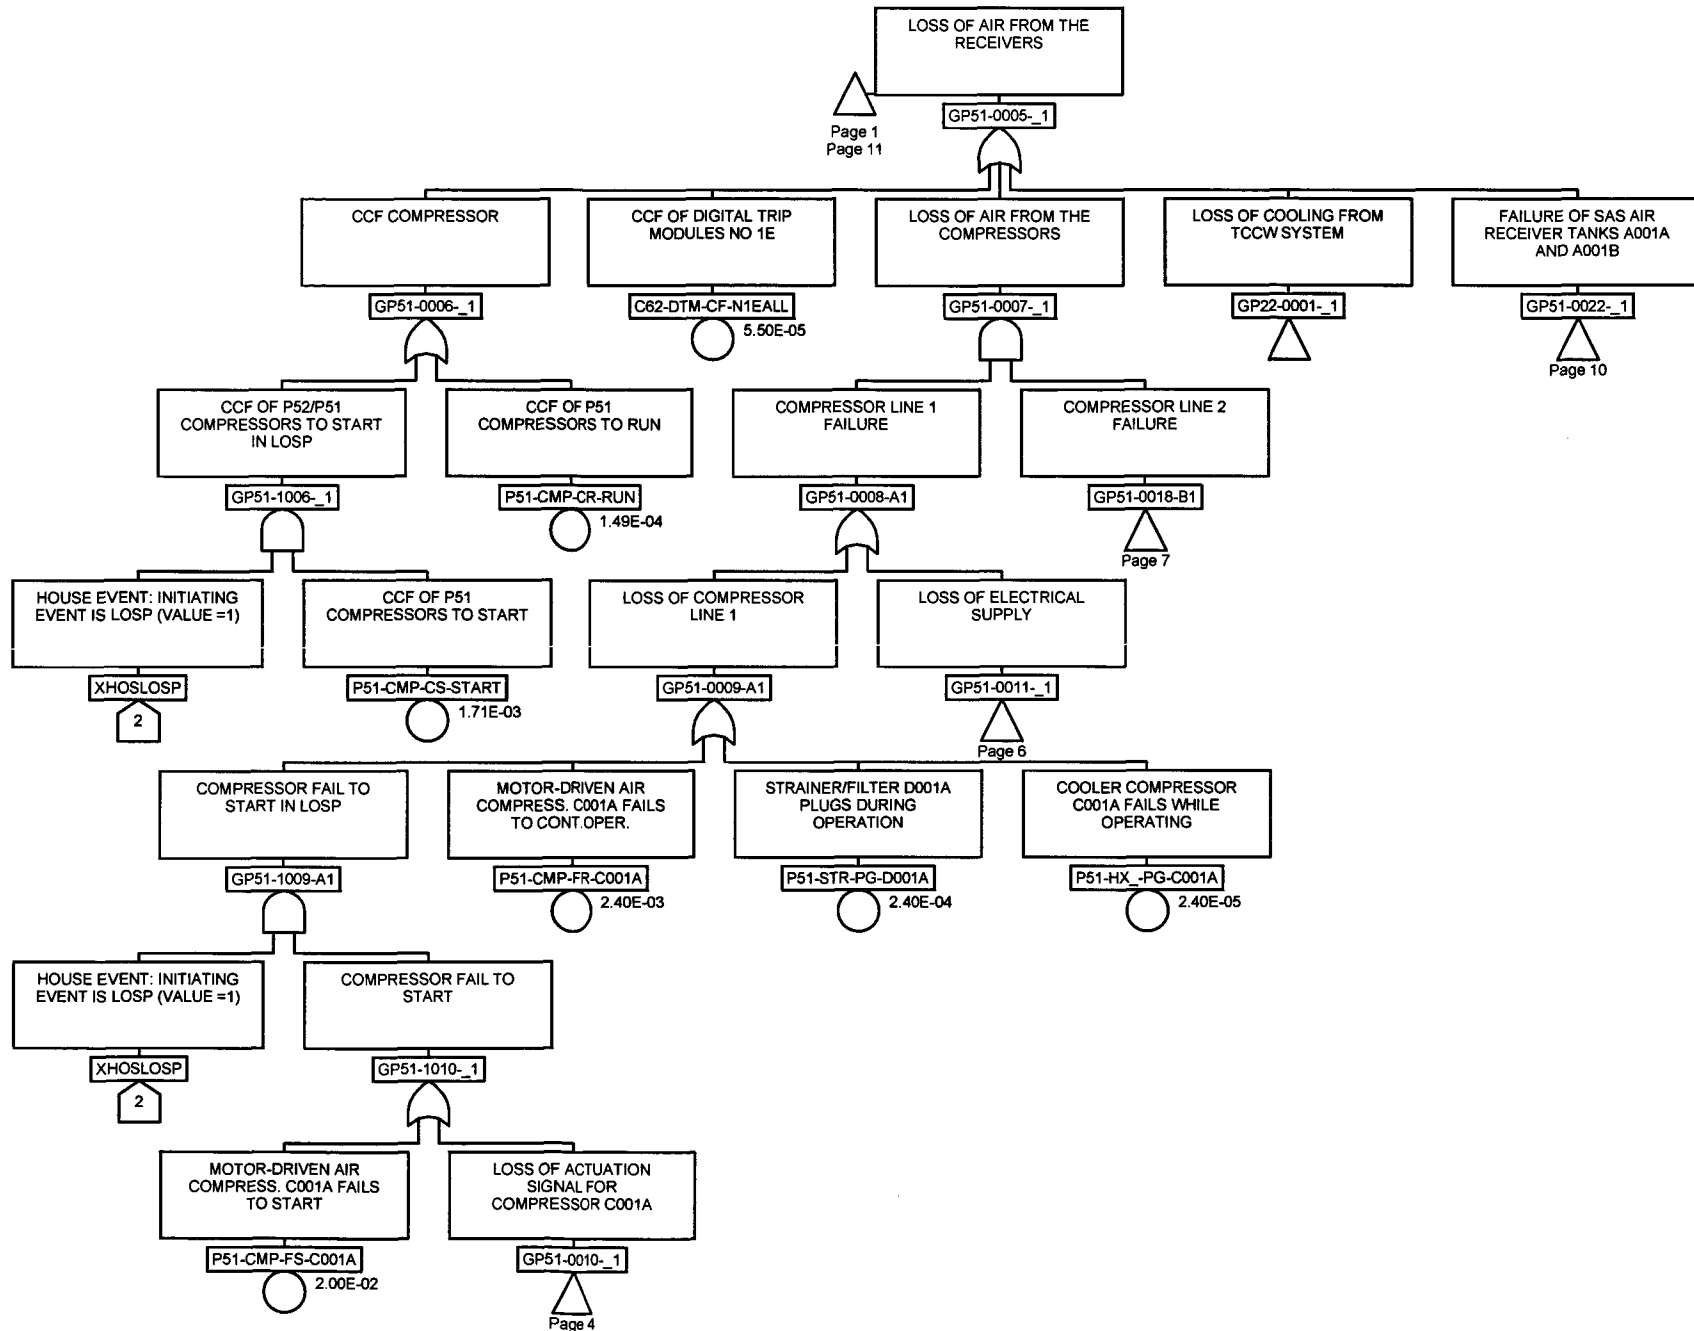 LOSS OF AIR FROM THE
RECEIVERS
Page 1
Page 11
GP51-0005-_1
CCF COMPRESSOR
GP51-0006-_1
CCF OF DIGITAL TRIP
MODULES NO 1E
C62-DTM-CF-N1EALL
5.50E-05
LOSS OF AIR FROM THE
COMPRESSORS
GP51-0007-_1
LOSS OF COOLING FROM
TCCW SYSTEM
GP22-0001-_1
FAILURE OF SAS AIR
RECEIVER TANKS A001A
AND A001B
GP51-0022-_1
Page 10
CCF OF P52/P51
COMPRESSORS TO START
IN LOSP
GP51-1006-_1
CCF OF P51
COMPRESSORS TO RUN
P51-CMP-CR-RUN
1.49E-04
COMPRESSOR LINE 1
FAILURE
GP51-0008-A1
COMPRESSOR LINE 2
FAILURE
GP51-0018-B1
Page 7
HOUSE EVENT: INITIATING
EVENT IS LOSP (VALUE =1)
XHOSLOSP
2
CCF OF P51
COMPRESSORS TO START
P51-CMP-CS-START
1.71E-03
LOSS OF COMPRESSOR
LINE 1
GP51-0009-A1
LOSS OF ELECTRICAL
SUPPLY
GP51-0011-_1
Page 6
COMPRESSOR FAIL TO
START IN LOSP
GP51-1009-A1
MOTOR-DRIVEN AIR
COMPRESS. C001A FAILS
TO CONT.OPER.
P51-CMP-FR-C001A
2.40E-03
STRAINER/FILTER D001A
PLUGS DURING
OPERATION
P51-STR-PG-D001A
2.40E-04
COOLER COMPRESSOR
C001A FAILS WHILE
OPERATING
P51-HX_-PG-C001A
2.40E-05
HOUSE EVENT: INITIATING
EVENT IS LOSP (VALUE =1)
XHOSLOSP
2
COMPRESSOR FAIL TO
START
GP51-1010-_1
MOTOR-DRIVEN AIR
COMPRESS. C001A FAILS
TO START
P51-CMP-FS-C001A
2.00E-02
LOSS OF ACTUATION
SIGNAL FOR
COMPRESSOR C001A
GP51-0010-_1
Page 4